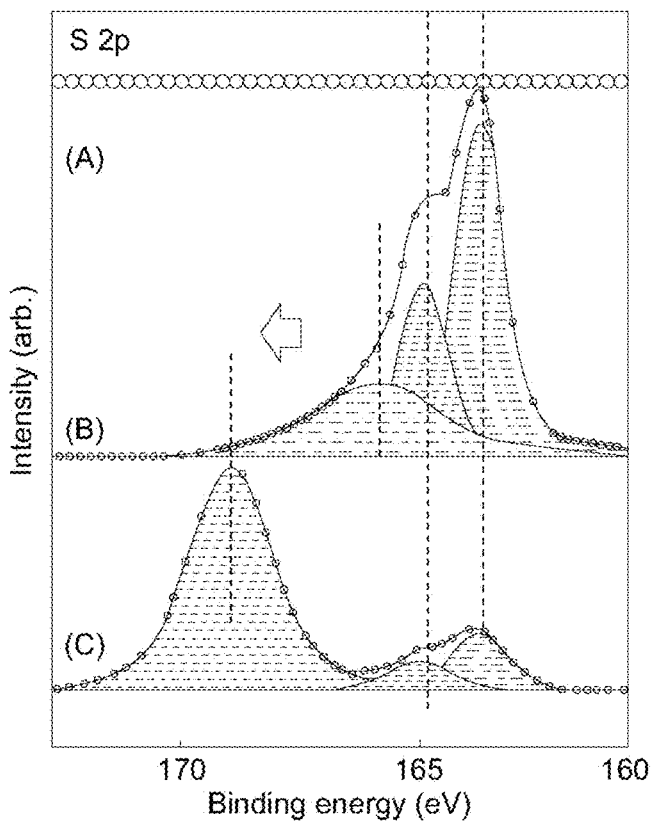 S 2p
(A)
(B)
(C)
Intensity (arb.)
170 165 160
Binding energy (eV)